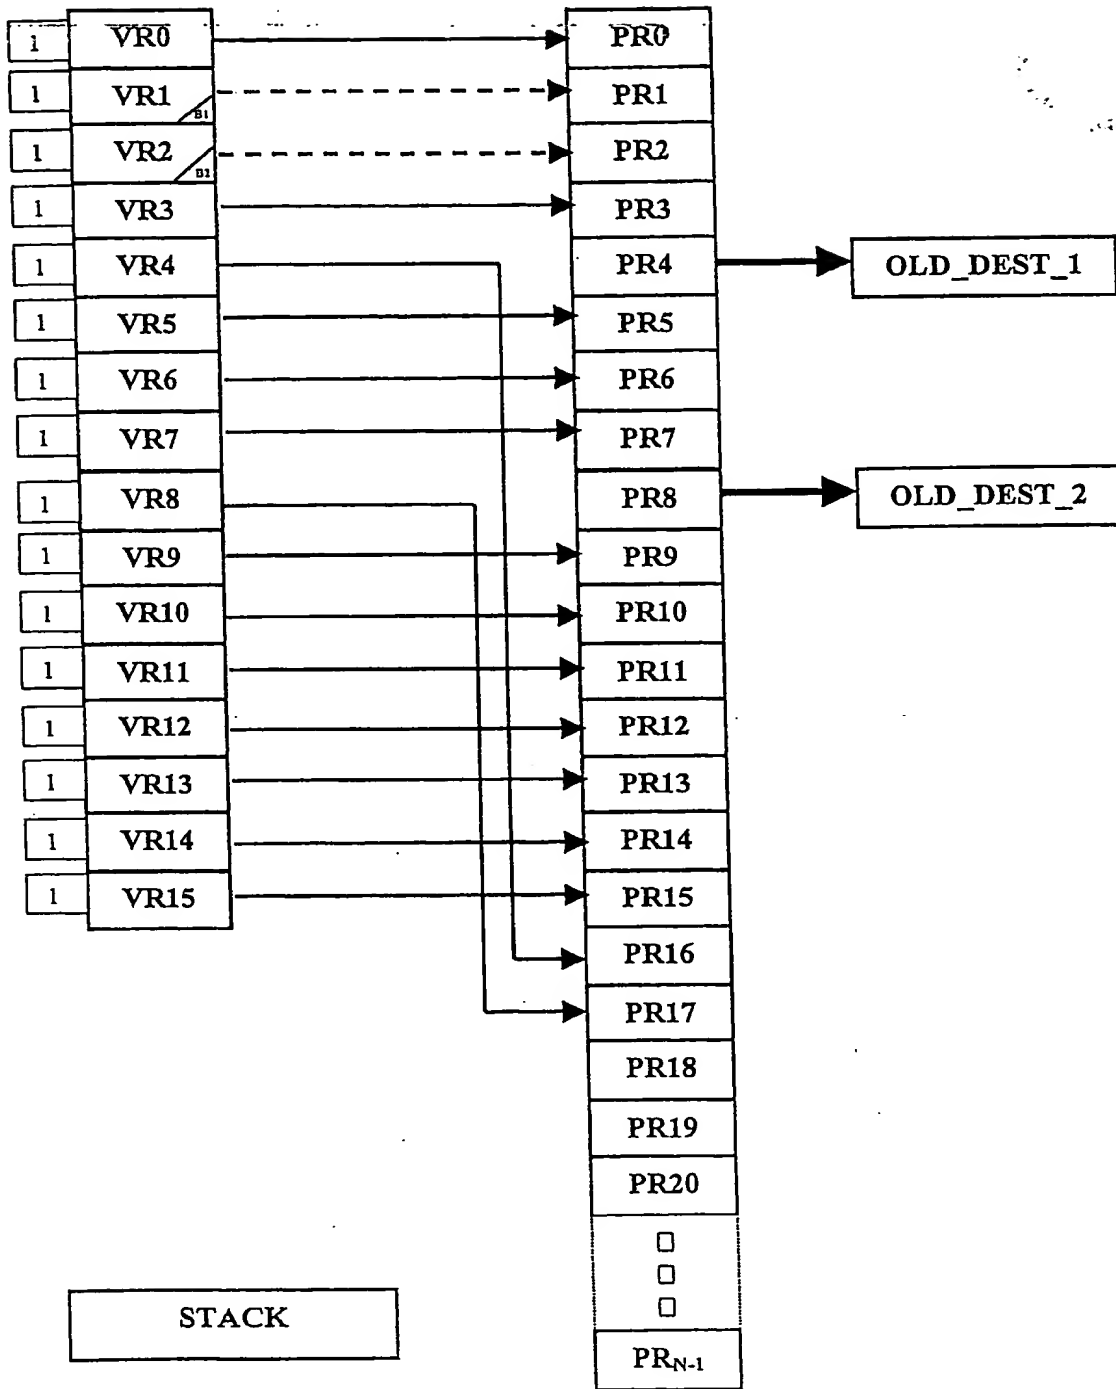 1 VR0 PR0
1 VR1 B1 PR1
1 VR2 B1 PR2
1 VR3 PR3
1 VR4 PR4 OLD_DEST_1
1 VR5 PR5
1 VR6 PR6
1 VR7 PR7
1 VR8 PR8 OLD_DEST_2
1 VR9 PR9
1 VR10 PR10
1 VR11 PR11
1 VR12 PR12
1 VR13 PR13
1 VR14 PR14
1 VR15 PR15
PR16
PR17
PR18
PR19
PR20
STACK
PRN-1